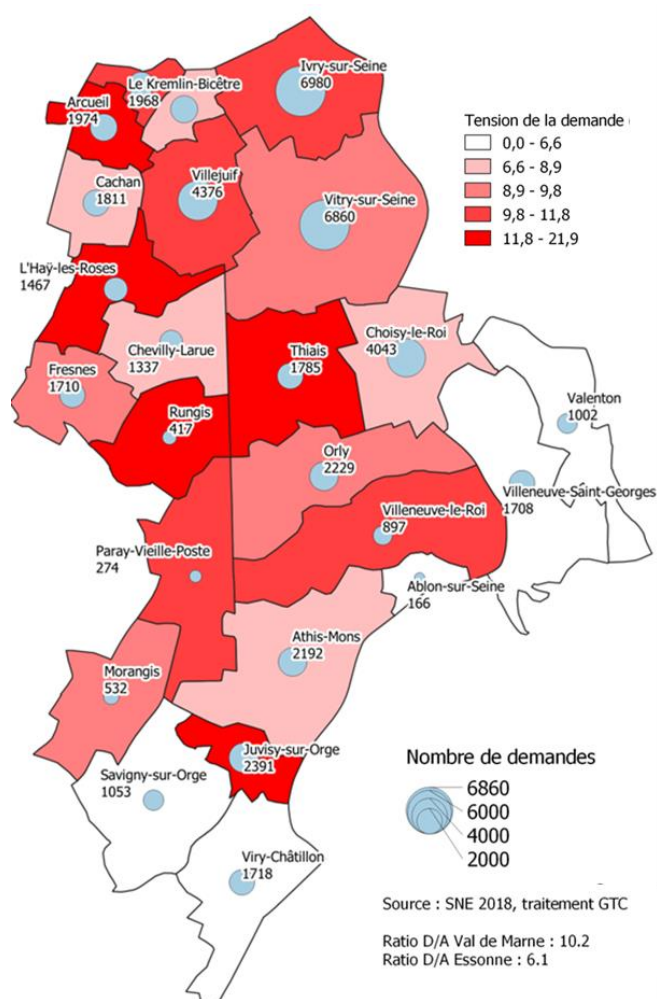 Ivry-sur-Seine
6980
Le Kremlin-Bicêtre
1968
Arcueil
1974
Tension de la demande
0,0 - 6,6
6,6 - 8,9
8,9 - 9,8
9,8 - 11,8
11,8 - 21,9
Villejuif
4376
Cachan
1811
Vitry-sur-Seine
6860
L'Haÿ-les-Roses
1467
Choisy-le-Roi
4043
Chevilly-Larue
1337
Thiais
1785
Fresnes
1710
Valenton
1002
Rungis
417
Orly
2229
Villeneuve-Saint-Georges
1708
Villeneuve-le-Roi
897
Paray-Vieille-Poste
274
Ablon-sur-Seine
166
Athis-Mons
2192
Morangis
532
Juvisy-sur-Orge
2391
Savigny-sur-Orge
1053
Nombre de demandes
6860
6000
4000
2000
Viry-Châtillon
1718
Source : SNE 2018, traitement GTC
Ratio D/A Val de Marne : 10.2
Ratio D/A Essonne : 6.1